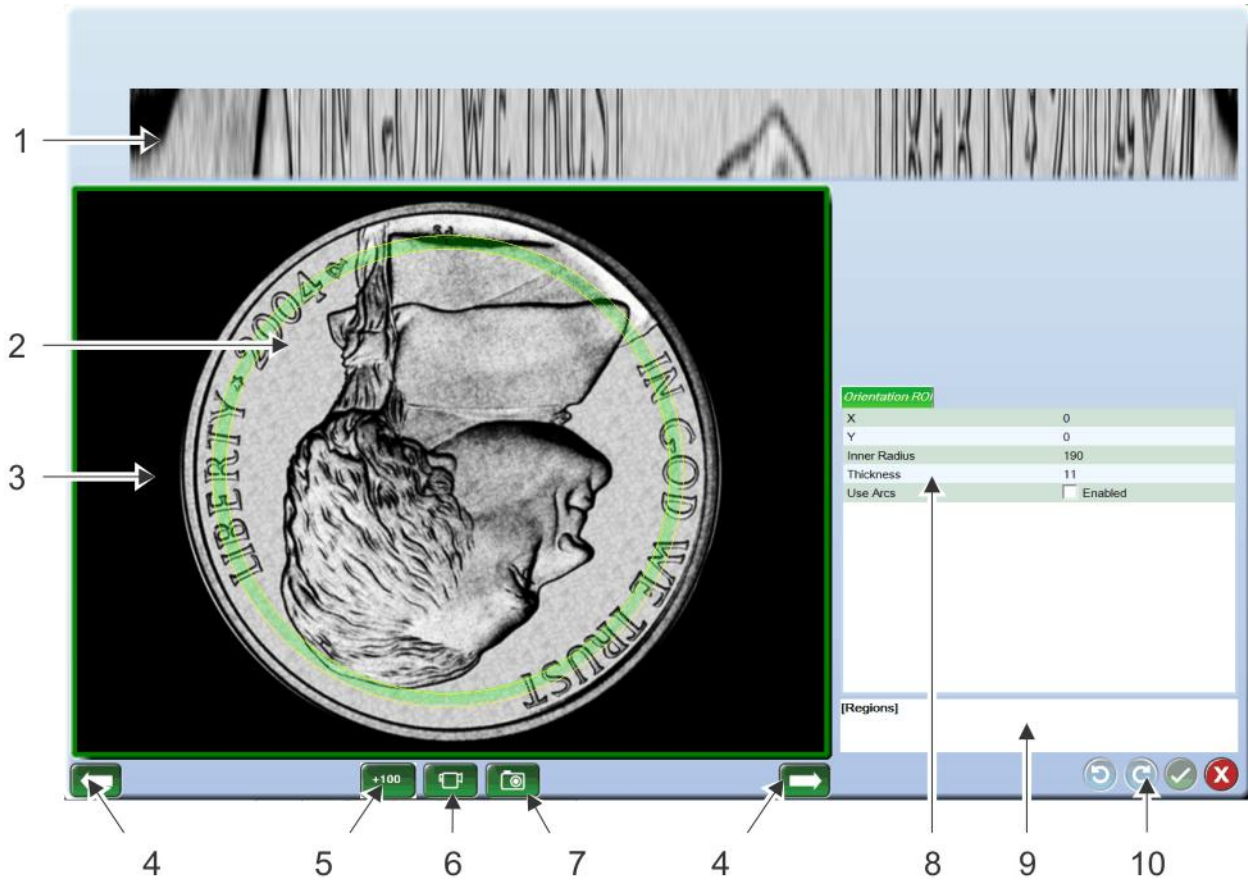 1
2
3
LIBERTY · 2004
IN GOD WE TRUST
Orientation ROI
X 0
Y 0
Inner Radius 190
Thickness 11
Use Arcs Enabled
[Regions]
+100
4 5 6 7 4 8 9 10